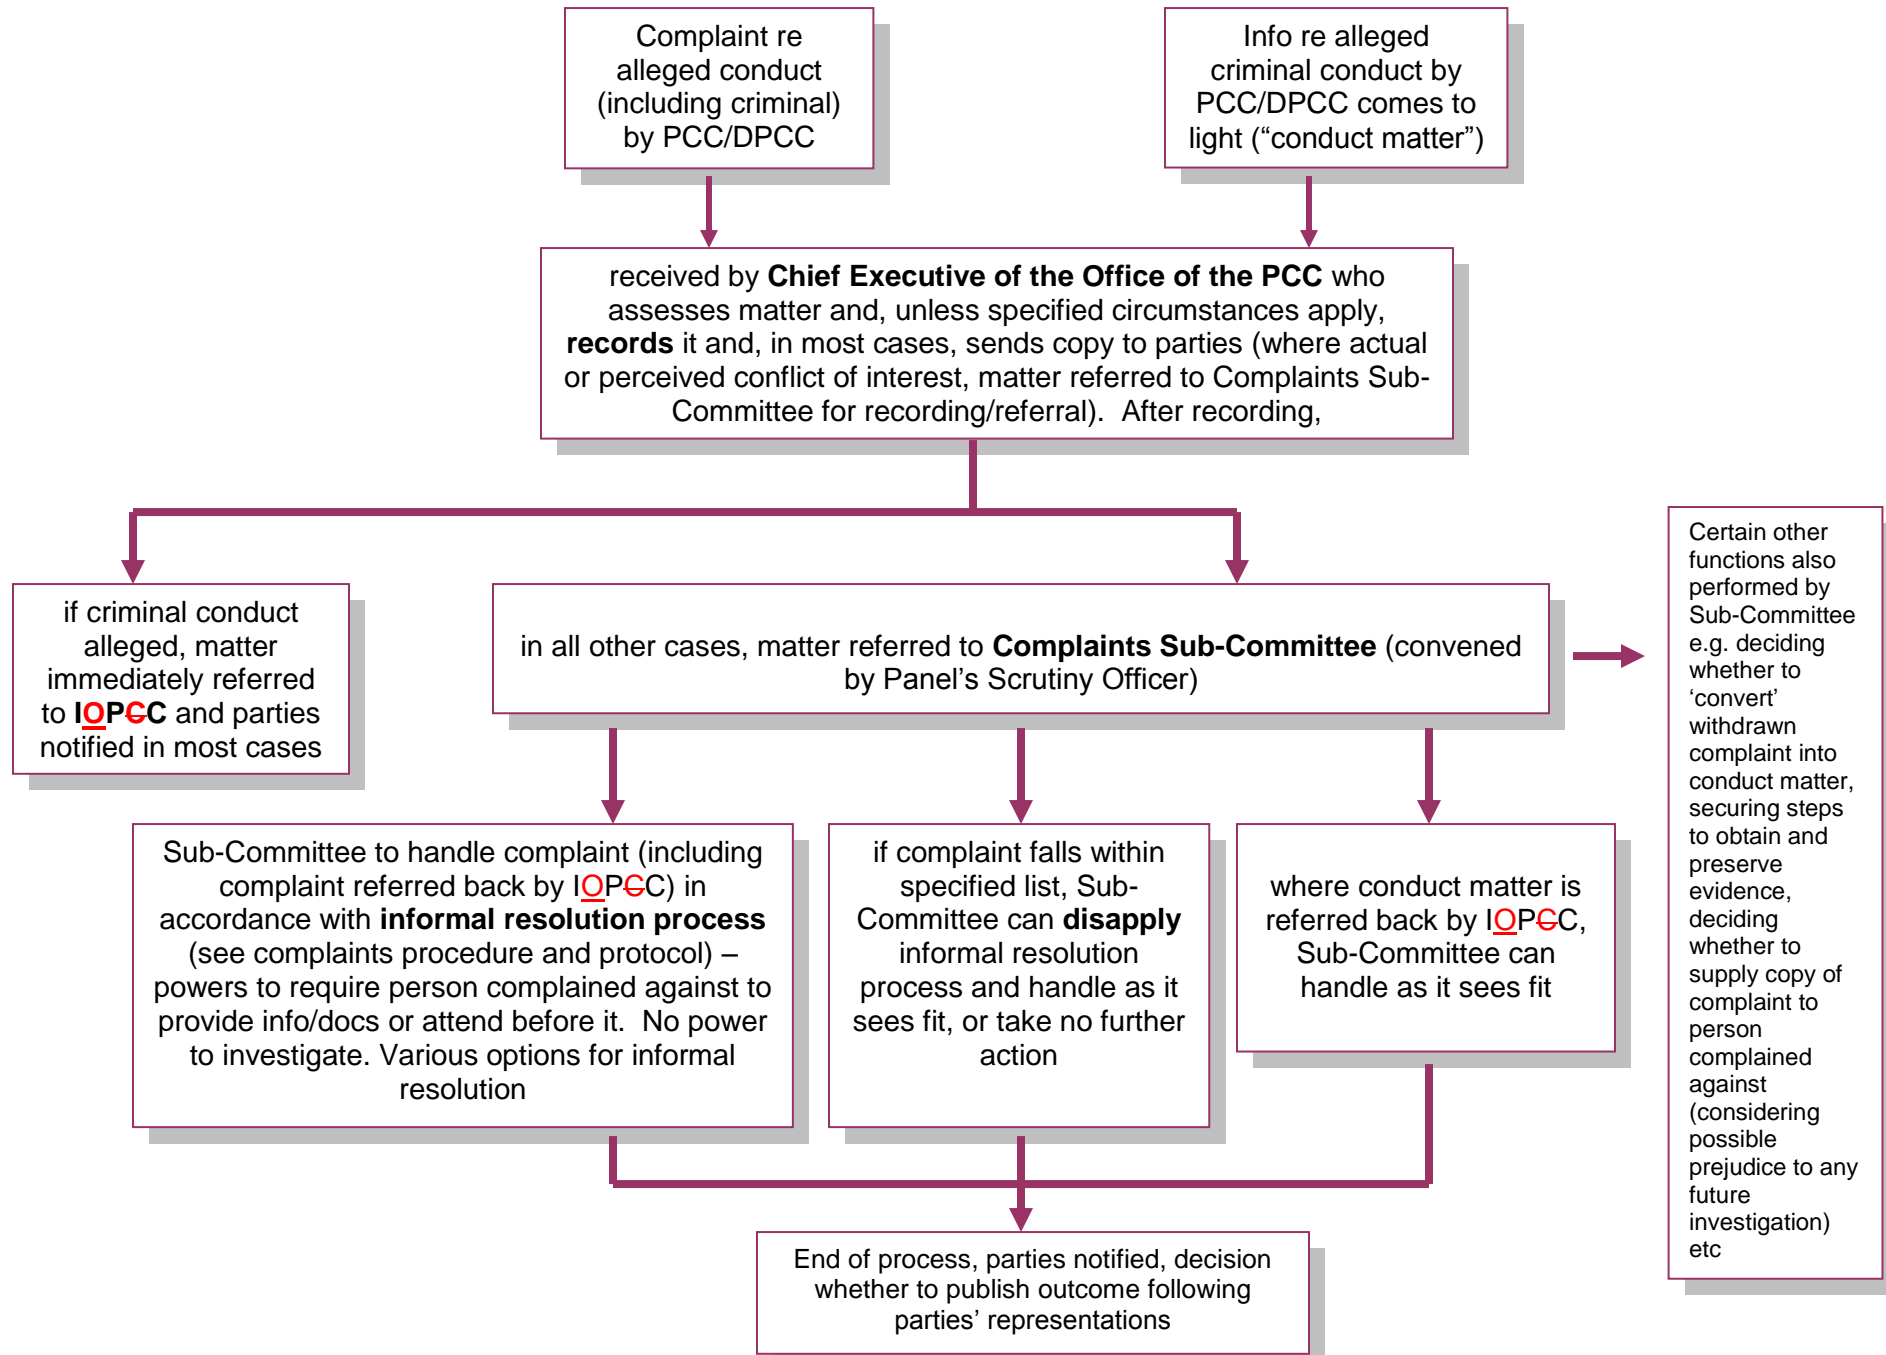 Complaint re
alleged conduct
(including criminal)
by PCC/DPCC
Info re alleged
criminal conduct by
PCC/DPCC comes to
light (“conduct matter”)
received by Chief Executive of the Office of the PCC who
assesses matter and, unless specified circumstances apply,
records it and, in most cases, sends copy to parties (where actual
or perceived conflict of interest, matter referred to Complaints Sub-
Committee for recording/referral).  After recording,
if criminal conduct
alleged, matter
immediately referred
to IOPCC and parties
notified in most cases
in all other cases, matter referred to Complaints Sub-Committee (convened
by Panel’s Scrutiny Officer)
Certain other
functions also
performed by
Sub-Committee
e.g. deciding
whether to
‘convert’
withdrawn
complaint into
conduct matter,
securing steps
to obtain and
preserve
evidence,
deciding
whether to
supply copy of
complaint to
person
complained
against
(considering
possible
prejudice to any
future
investigation)
etc
Sub-Committee to handle complaint (including
complaint referred back by IOPCC) in
accordance with informal resolution process
(see complaints procedure and protocol) –
powers to require person complained against to
provide info/docs or attend before it.  No power
to investigate. Various options for informal
resolution
if complaint falls within
specified list, Sub-
Committee can disapply
informal resolution
process and handle as it
sees fit, or take no further
action
where conduct matter is
referred back by IOPCC,
Sub-Committee can
handle as it sees fit
End of process, parties notified, decision
whether to publish outcome following
parties’ representations